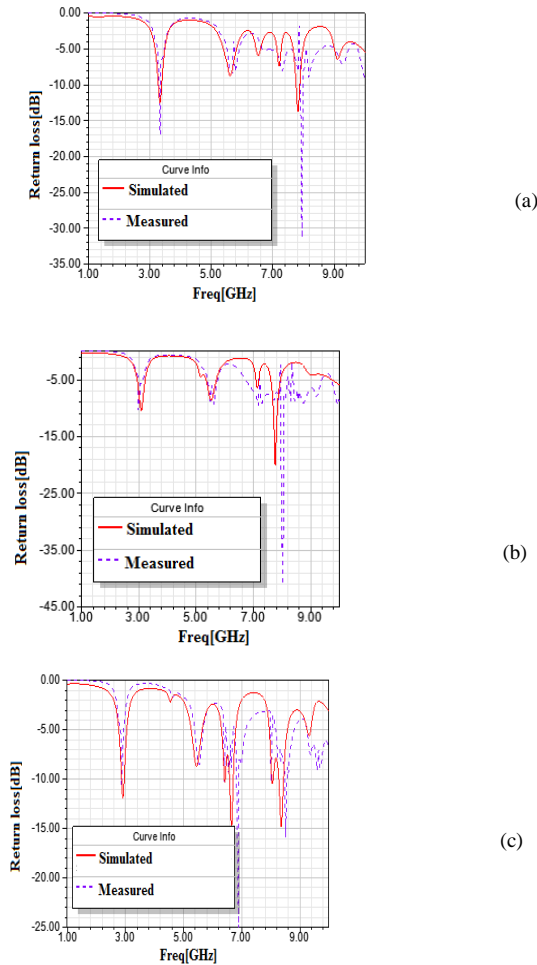 0.00
-5.00
-10.00
-15.00
-20.00
-25.00
-30.00
-35.00
Return loss[dB]
Curve Info
Simulated
Measured
1.00 3.00 5.00 7.00 9.00
Freq[GHz]
(a)
-5.00
-15.00
-25.00
-35.00
-45.00
Return loss[dB]
Curve Info
Simulated
Measured
1.00 3.00 5.00 7.00 9.00
Freq[GHz]
(b)
0.00
-5.00
-10.00
-15.00
-20.00
-25.00
Return loss[dB]
Curve Info
Simulated
Measured
1.00 3.00 5.00 7.00 9.00
Freq[GHz]
(c)